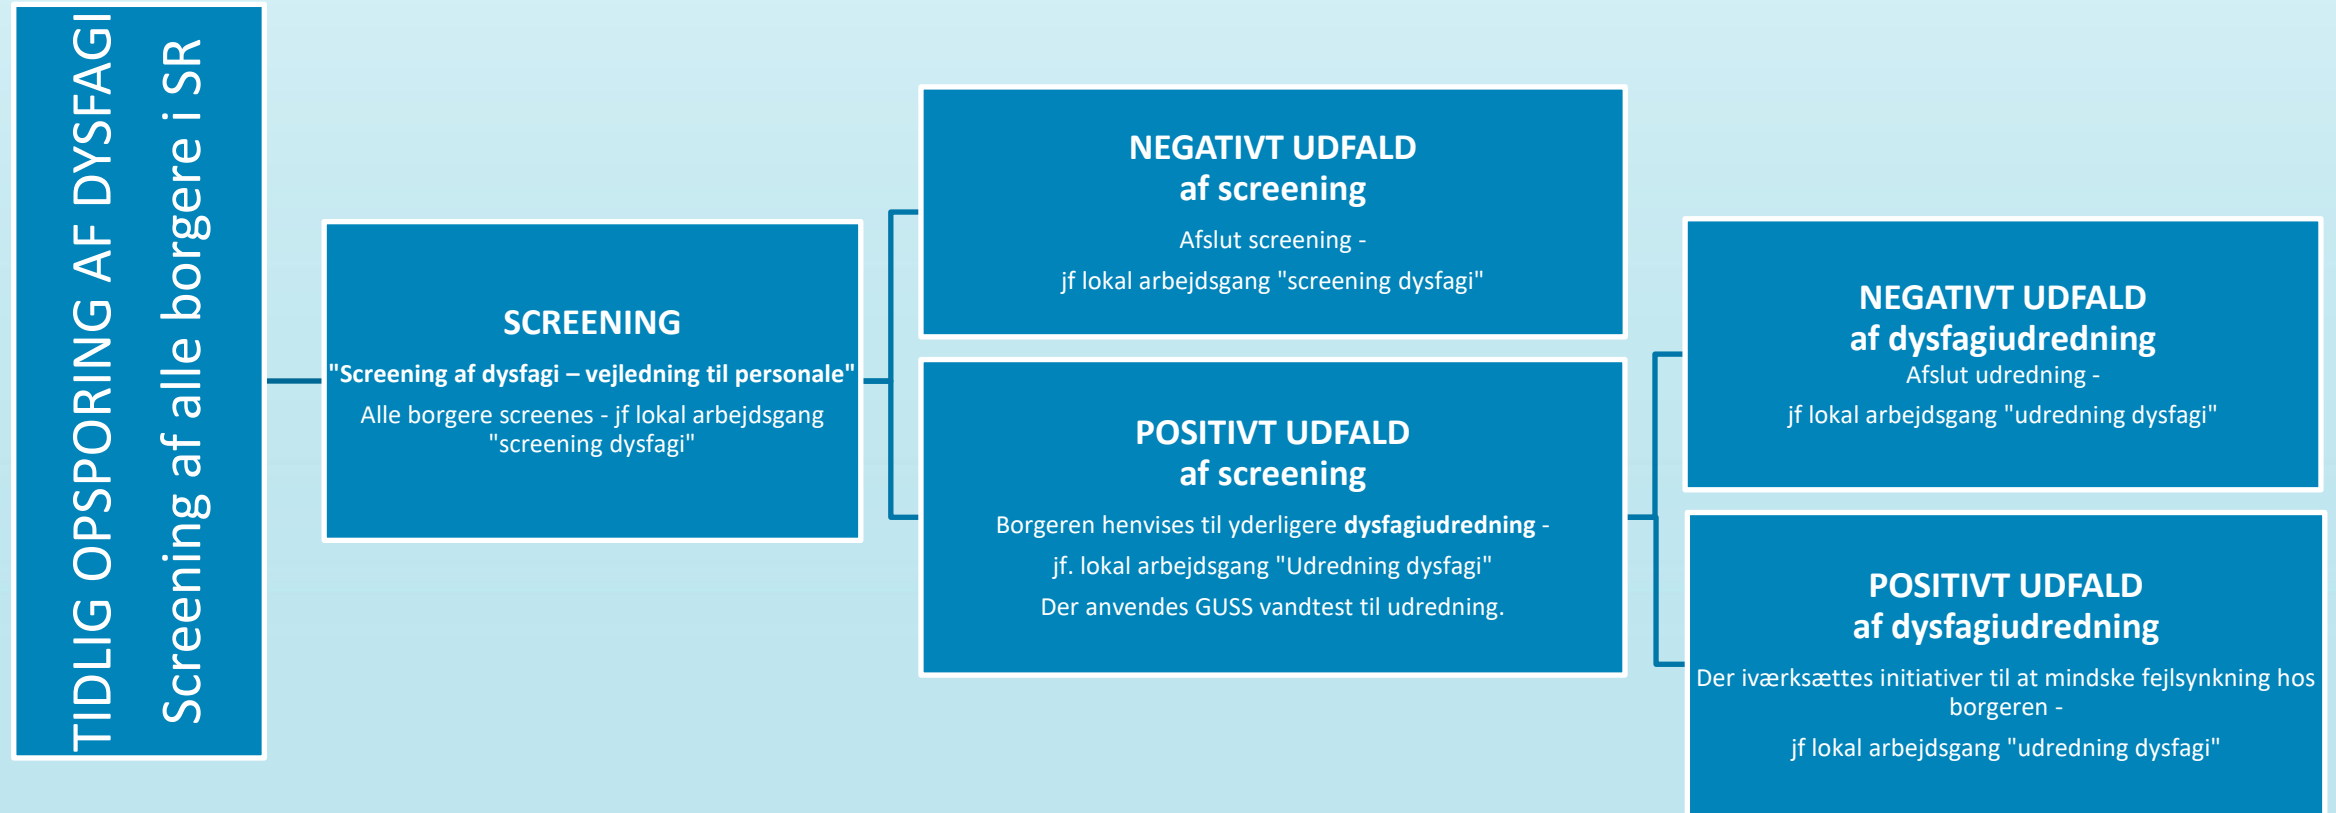 TIDLIG OPSPORING AF DYSFAGI
Screening af alle borgere i SR
SCREENING
"Screening af dysfagi – vejledning til personale"
Alle borgere screenes - jf lokal arbejdsgang
"screening dysfagi"
NEGATIVT UDFALD
af screening
Afslut screening -
jf lokal arbejdsgang "screening dysfagi"
POSITIVT UDFALD
af screening
Borgeren henvises til yderligere dysfagiudredning -
jf. lokal arbejdsgang "Udredning dysfagi"
Der anvendes GUSS vandtest til udredning.
NEGATIVT UDFALD
af dysfagiudredning
Afslut udredning -
jf lokal arbejdsgang "udredning dysfagi"
POSITIVT UDFALD
af dysfagiudredning
Der iværksættes initiativer til at mindske fejlsynkning hos
borgeren -
jf lokal arbejdsgang "udredning dysfagi"